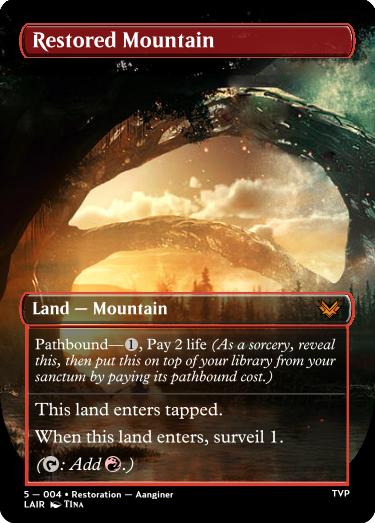 Restored Mountain
Land — Mountain
Pathbound—1, Pay 2 life (As a sorcery, reveal
this, then put this on top of your library from your
sanctum by paying its pathbound cost.)
This land enters tapped.
When this land enters, surveil 1.
(: Add .)
5 — 004 • Restoration — Aanginer
TVP
LAIR Tina